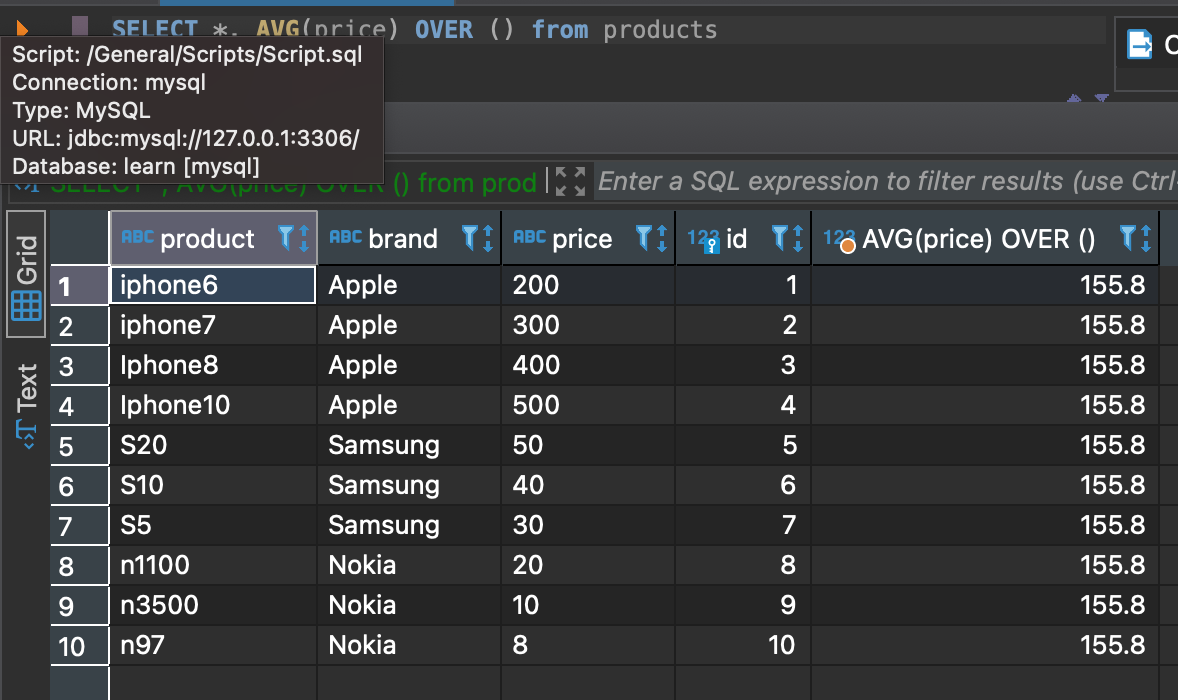 SELECT *, AVG(price) OVER () from products
Script: /General/Scripts/Script.sql
Connection: mysql
Type: MySQL
URL: jdbc:mysql://127.0.0.1:3306/
Database: learn [mysql]
SELECT *, AVG(price) OVER () from prod
Enter a SQL expression to filter results (use Ctrl-
Grid
Text
ABC product ABC brand ABC price 123 id 123 AVG(price) OVER ()
1 iphone6 Apple 200 1 155.8
2 iphone7 Apple 300 2 155.8
3 Iphone8 Apple 400 3 155.8
4 Iphone10 Apple 500 4 155.8
5 S20 Samsung 50 5 155.8
6 S10 Samsung 40 6 155.8
7 S5 Samsung 30 7 155.8
8 n1100 Nokia 20 8 155.8
9 n3500 Nokia 10 9 155.8
10 n97 Nokia 8 10 155.8